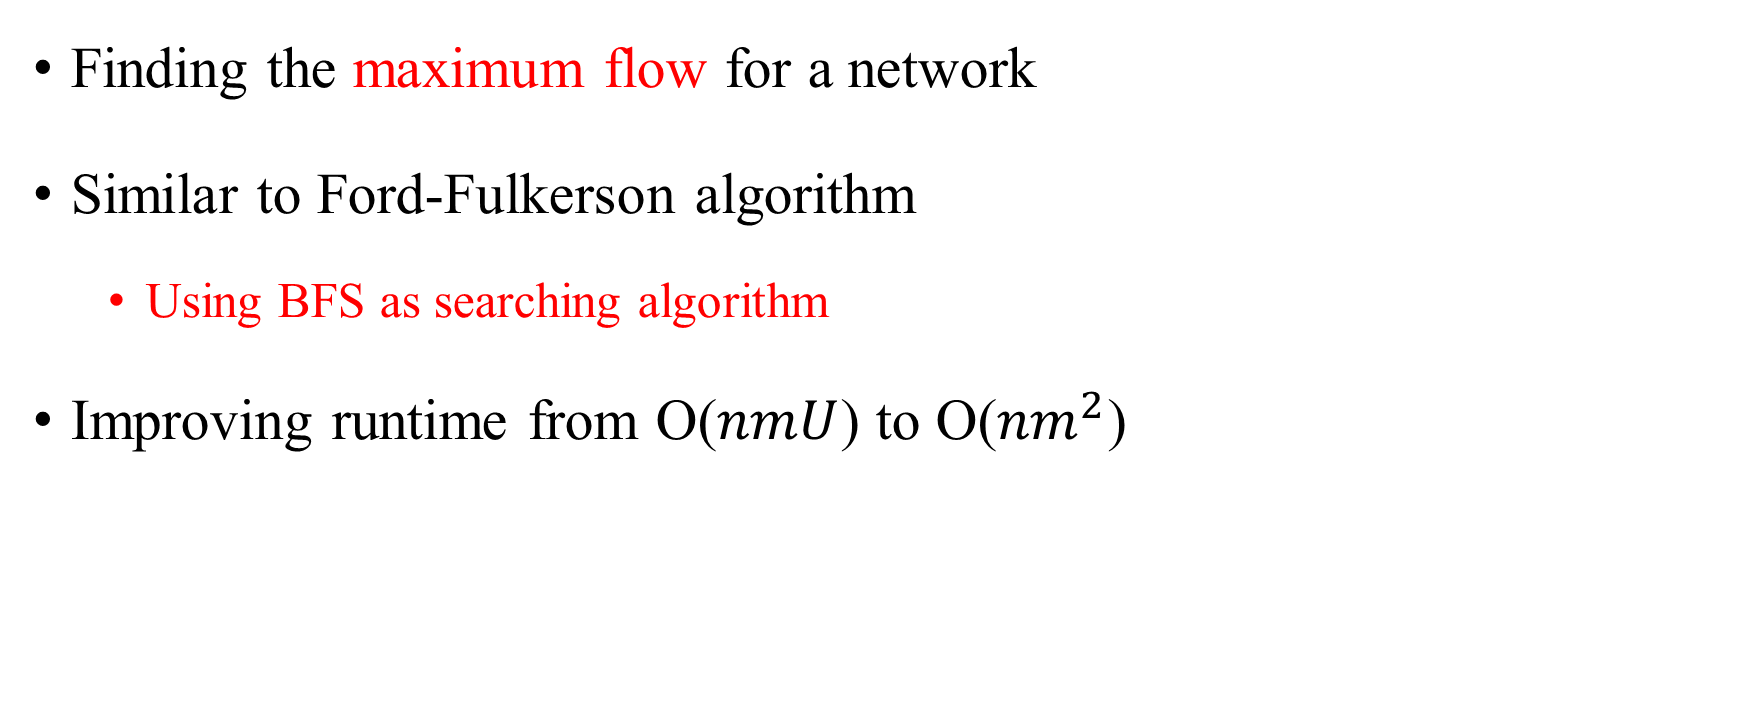 • Finding the maximum flow for a network
• Similar to Ford-Fulkerson algorithm
• Using BFS as searching algorithm
• Improving runtime from O(𝑛𝑚𝑈) to O(𝑛𝑚²)